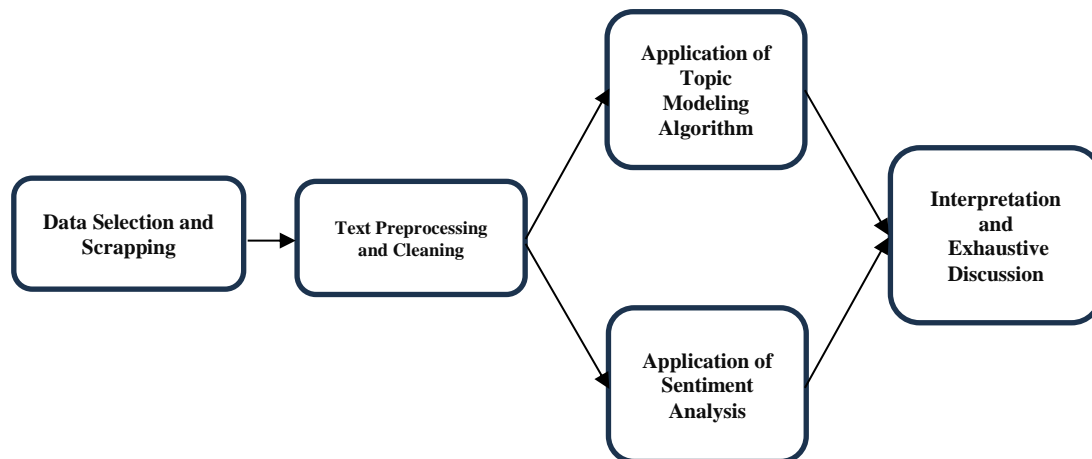 Data Selection and
Scrapping
Text Preprocessing
and Cleaning
Application of
Topic
Modeling
Algorithm
Application of
Sentiment
Analysis
Interpretation
and
Exhaustive
Discussion